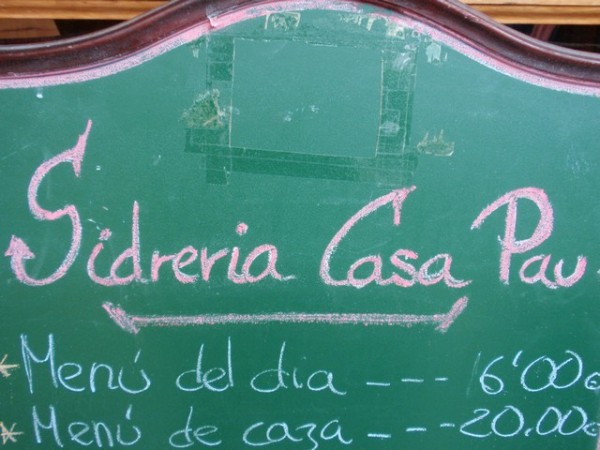 Sidreria Casa Pau
* Menú del dia --- 6'00€
* Menú de caza --- 20.00€